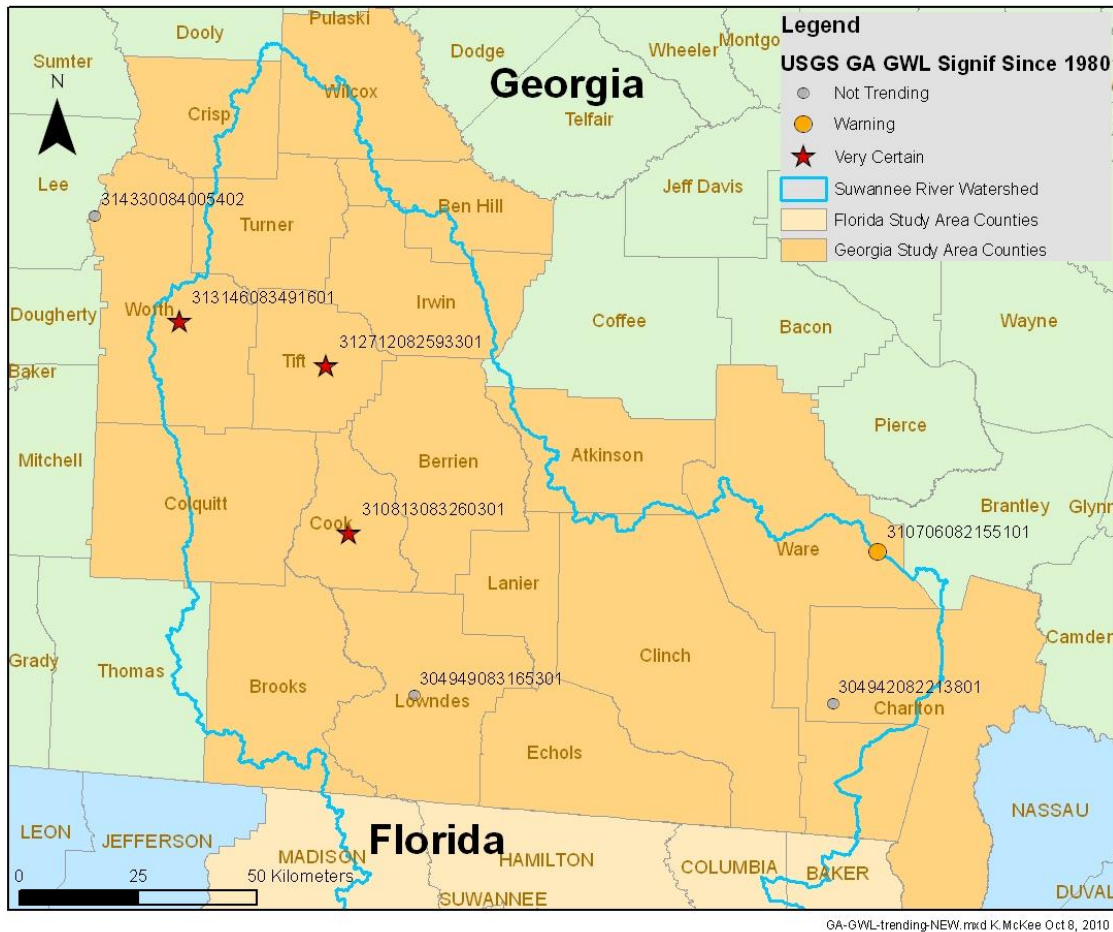 Pulaski
Dooly
Dodge
Wheeler
Montgo
Sumter
N
Georgia
Wilcox
Telfair
Crisp
Lee
Jeff Davis
314330084005402
Ben Hill
Turner
Irwin
Worth
313146083491601
Dougherty
Coffee
Bacon
Wayne
312712082593301
Tift
Baker
Pierce
Mitchell
Berrien
Atkinson
Colquitt
Brantley
Glynn
Cook
310813083260301
310706082155101
Ware
Lanier
Camden
Grady
Thomas
Clinch
Brooks
304949083165301
Lowndes
304942082213801
Charlton
Echols
NASSAU
LEON
JEFFERSON
Florida
MADISON
HAMILTON
COLUMBIA
BAKER
SUWANNEE
DUVAL
0 25 50 Kilometers
Legend
USGS GA GWL Signif Since 1980
Not Trending
Warning
Very Certain
Suwannee River Watershed
Florida Study Area Counties
Georgia Study Area Counties
GA-GWL-trending-NEW.mxd K.McKee Oct 8, 2010